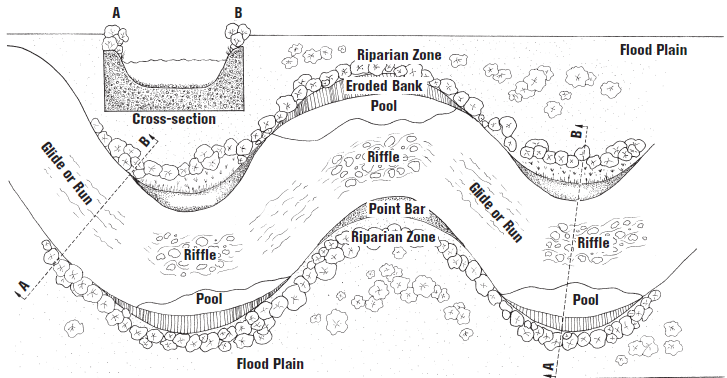 A
B
Flood Plain
Riparian Zone
Eroded Bank
Pool
Cross-section
B
B
Glide or Run
Riffle
Glide or Run
Point Bar
Riparian Zone
Riffle
Riffle
A
Pool
Pool
Flood Plain
A